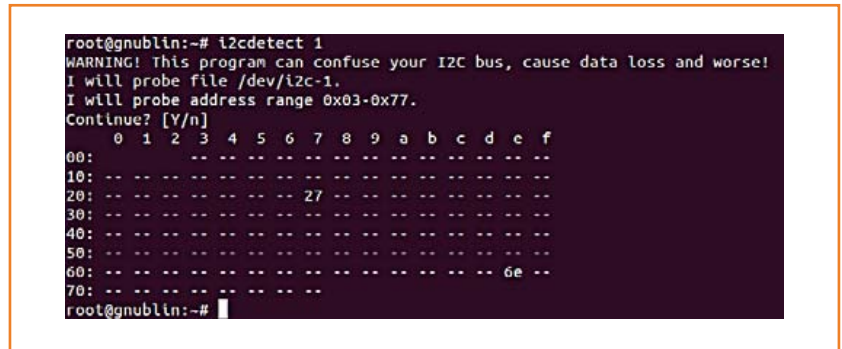 root@gnublin:~# i2cdetect 1
WARNING! This program can confuse your I2C bus, cause data loss and worse!
I will probe file /dev/i2c-1.
I will probe address range 0x03-0x77.
Continue? [Y/n]
     0  1  2  3  4  5  6  7  8  9  a  b  c  d  e  f
00:          -- -- -- -- -- -- -- -- -- -- -- -- --
10: -- -- -- -- -- -- -- -- -- -- -- -- -- -- -- --
20: -- -- -- -- -- -- -- 27 -- -- -- -- -- -- -- --
30: -- -- -- -- -- -- -- -- -- -- -- -- -- -- -- --
40: -- -- -- -- -- -- -- -- -- -- -- -- -- -- -- --
50: -- -- -- -- -- -- -- -- -- -- -- -- -- -- -- --
60: -- -- -- -- -- -- -- -- -- -- -- -- -- -- 6e --
70: -- -- -- -- -- -- -- --
root@gnublin:~#